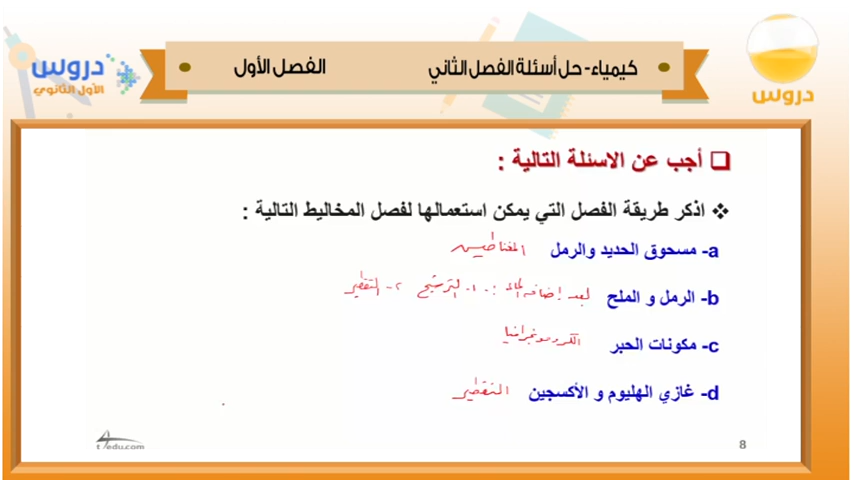 دروس
الأول الثانوي
كيمياء- حل أسئلة الفصل الثاني
الفصل الأول
دروس
أجب عن الاسئلة التالية :
اذكر طريقة الفصل التي يمكن استعمالها لفصل المخاليط التالية :
a- مسحوق الحديد والرمل المغناطيس
b- الرمل و الملح بعد إضافة الماء : ١- الترشيح ٢- التقطير
c- مكونات الحبر الكروموتوجرافيا
d- غازي الهليوم و الأكسجين التقطير
t4edu.com
8